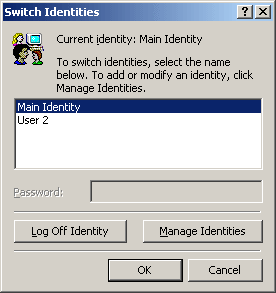 Switch Identities
Current identity: Main Identity
To switch identities, select the name
below. To add or modify an identity, click
Manage Identities.
Main Identity
User 2
Password:
Log Off Identity
Manage Identities
OK
Cancel